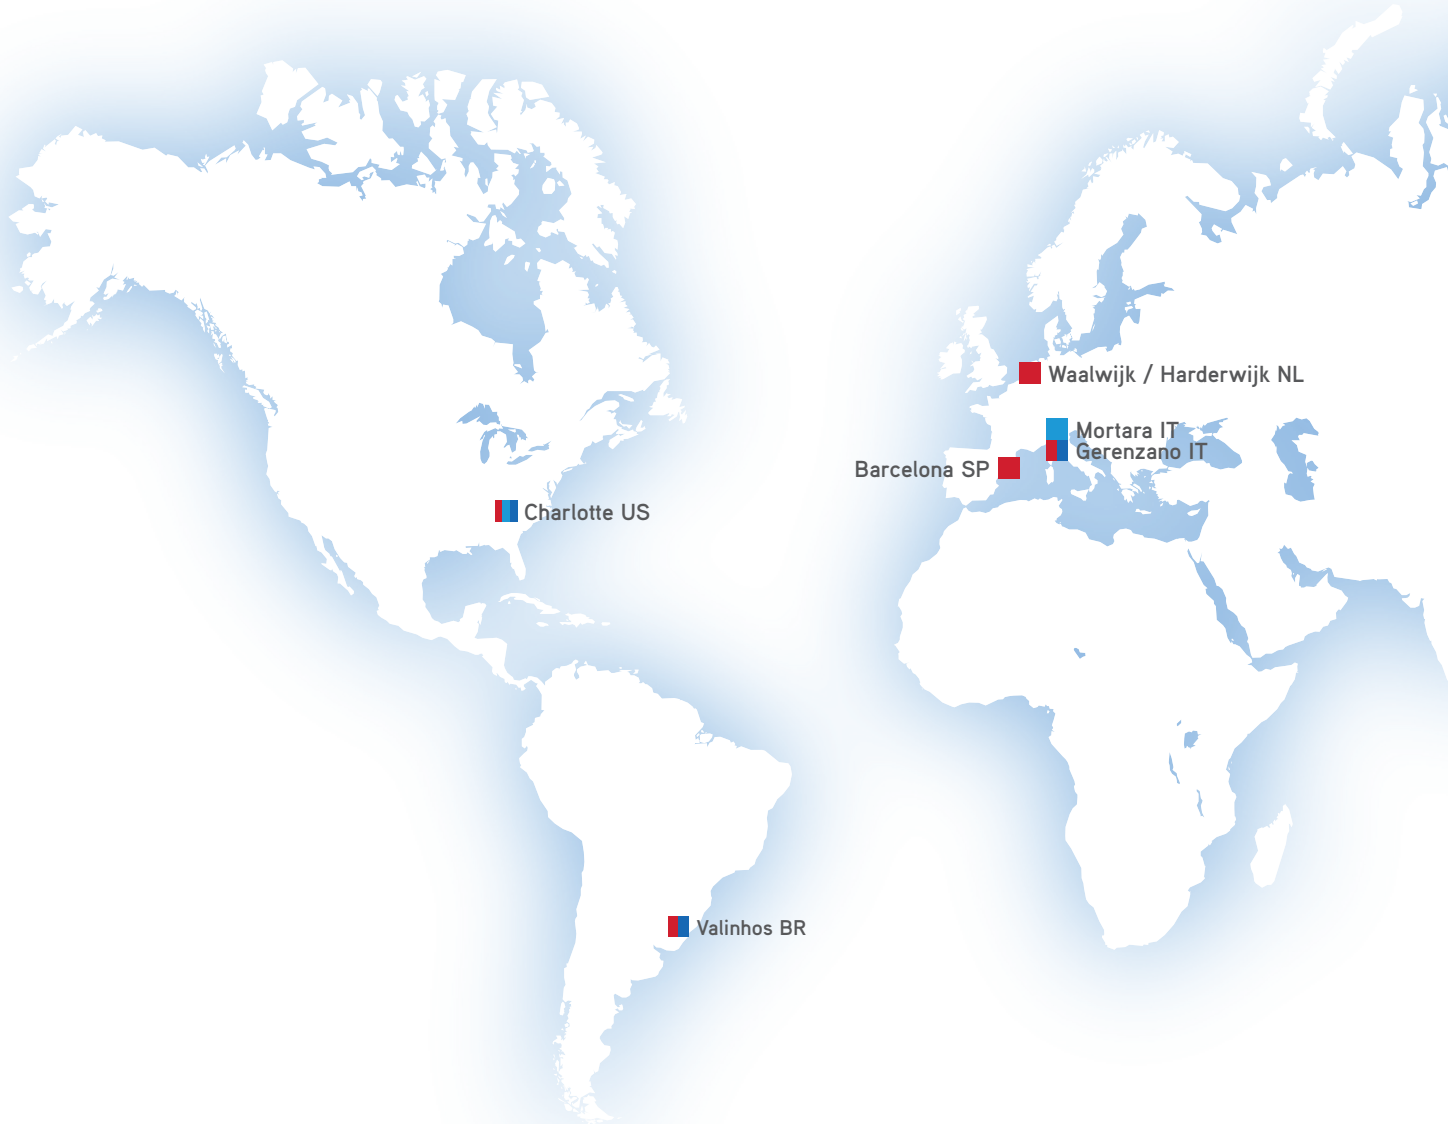 Waalwijk / Harderwijk NL
Mortara IT
Gerenzano IT
Barcelona SP
Charlotte US
Valinhos BR